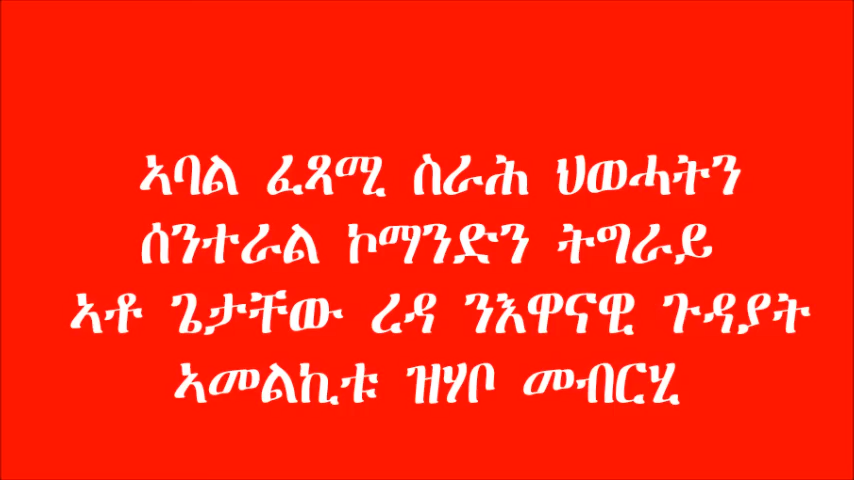 ኣባል ፈጻሚ ስራሕ ህወሓትን
ሰንተራል ኮማንድን ትግራይ
ኣቶ ጌታቸው ረዳ ንእዋናዊ ጉዳያት
ኣመልኪቱ ዝሃቦ መብርሂ